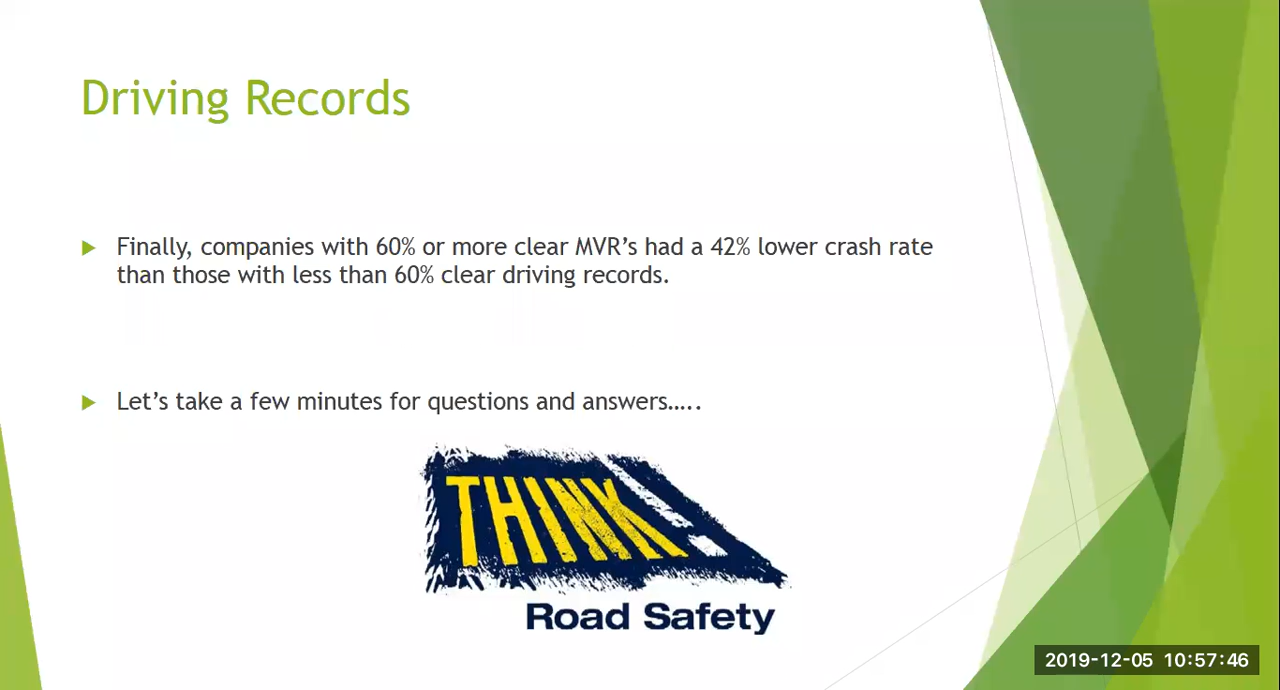 Driving Records
Finally, companies with 60% or more clear MVR’s had a 42% lower crash rate
than those with less than 60% clear driving records.
Let’s take a few minutes for questions and answers…..
THINK!
Road Safety
2019-12-05 10:57:46